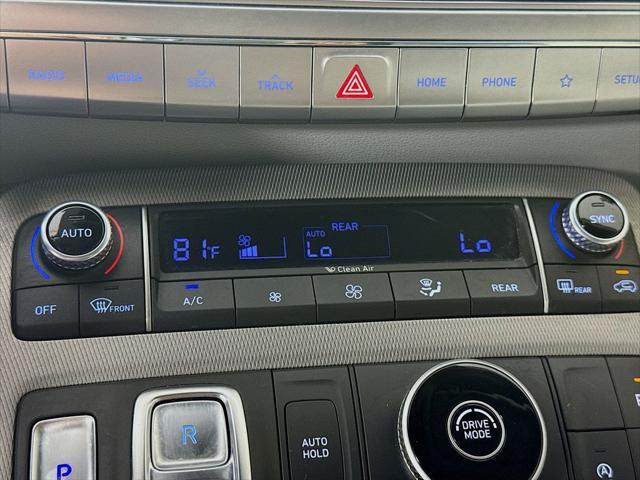 RADIO MEDIA SEEK TRACK HOME PHONE SETUP
AUTO
SYNC
81°F
REAR
AUTO
Lo
Lo
Clean Air
OFF
FRONT
A/C
REAR
REAR
P
R
AUTO
HOLD
DRIVE
MODE
A